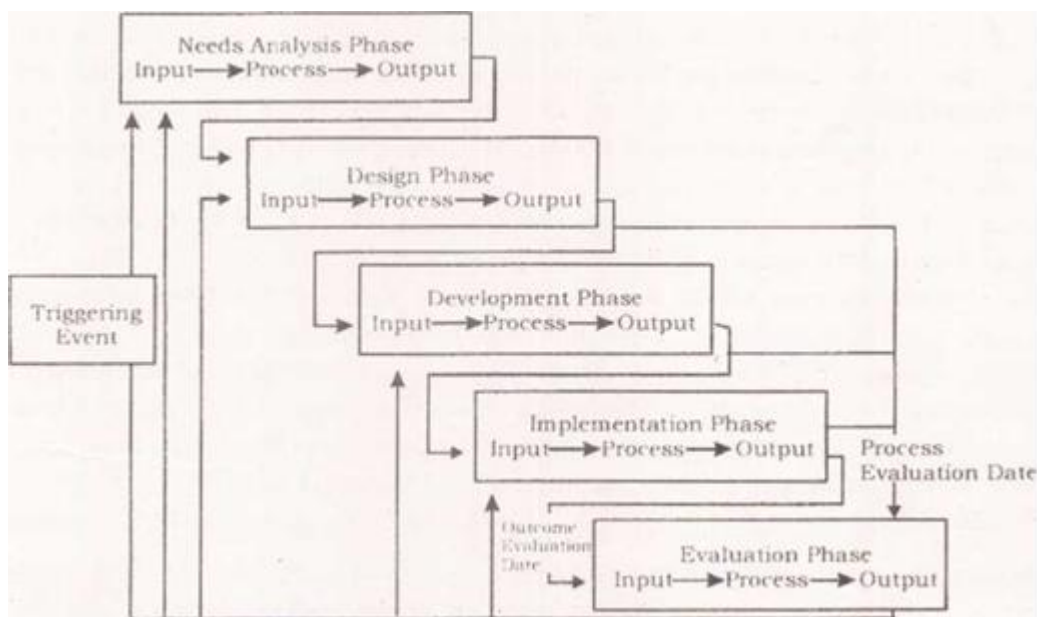 Needs Analysis Phase
Input Process Output
Design Phase
Input Process Output
Triggering
Event
Development Phase
Input Process Output
Implementation Phase
Input Process Output
Process
Evaluation Date
Outcome
Evaluation
Date
Evaluation Phase
Input Process Output